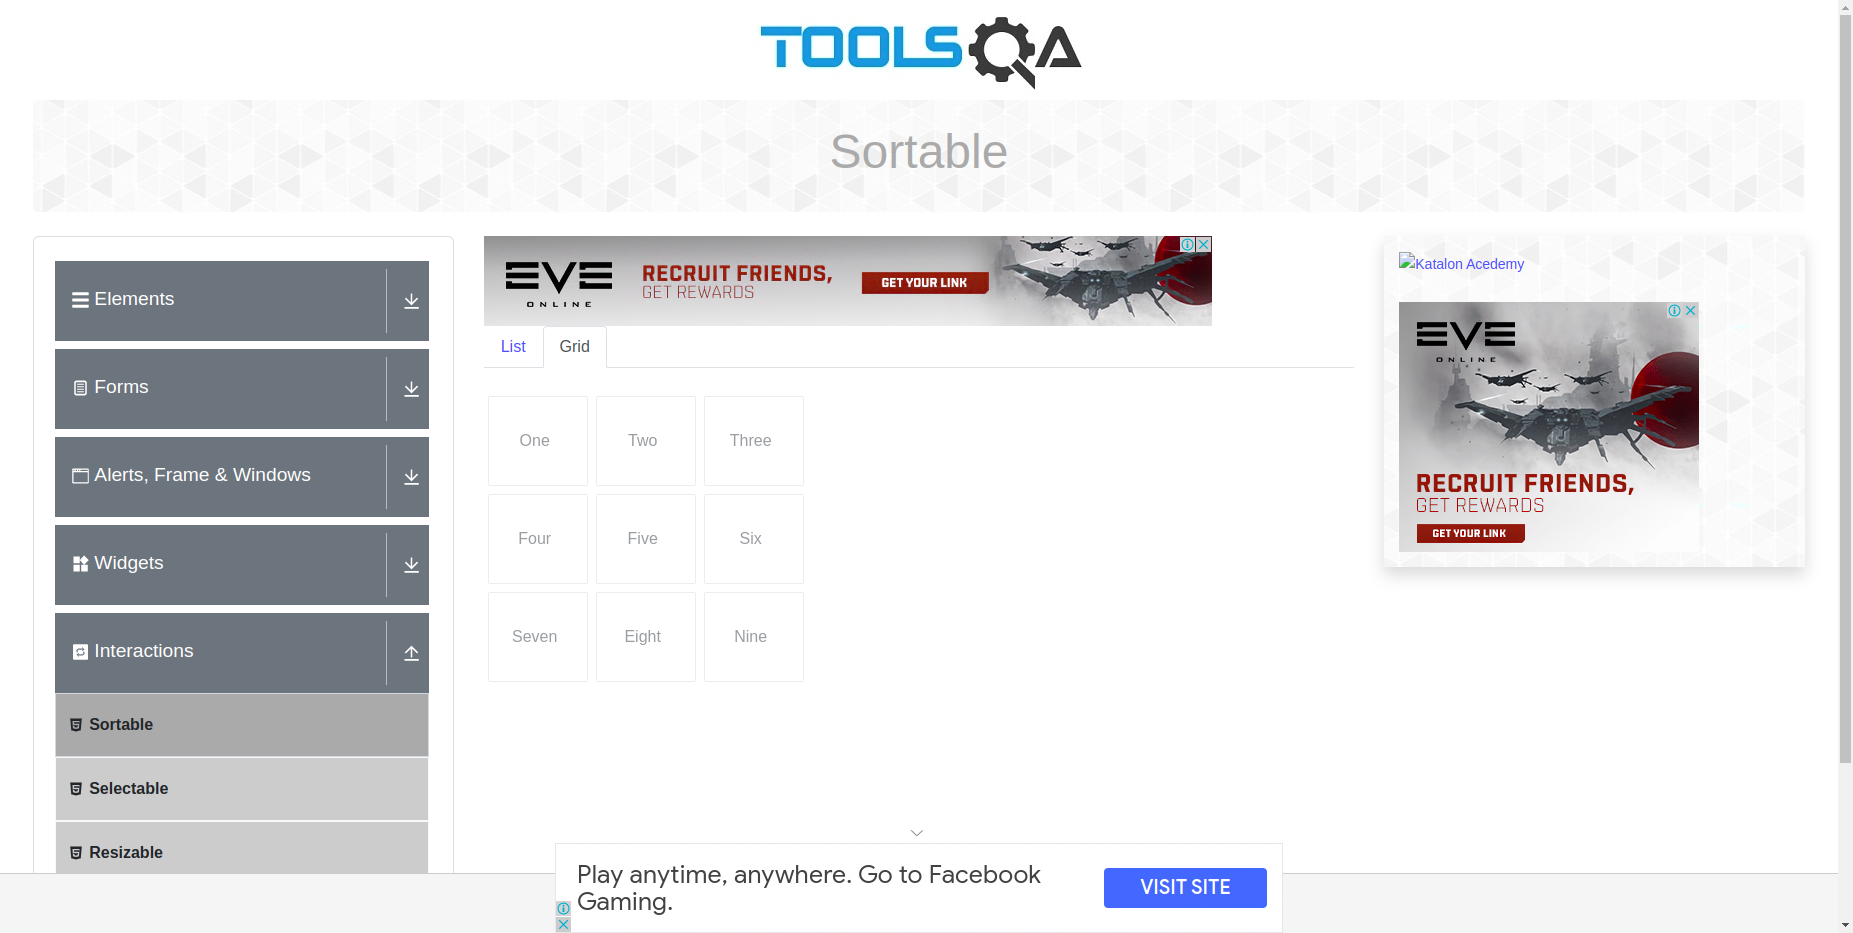 TOOLSQA
Sortable
Elements
Forms
Alerts, Frame & Windows
Widgets
Interactions
Sortable
Selectable
Resizable
EVE
ONLINE
RECRUIT FRIENDS,
GET REWARDS
GET YOUR LINK
List Grid
One Two Three
Four Five Six
Seven Eight Nine
Katalon Acedemy
EVE
ONLINE
RECRUIT FRIENDS,
GET REWARDS
GET YOUR LINK
Play anytime, anywhere. Go to Facebook
Gaming.
VISIT SITE